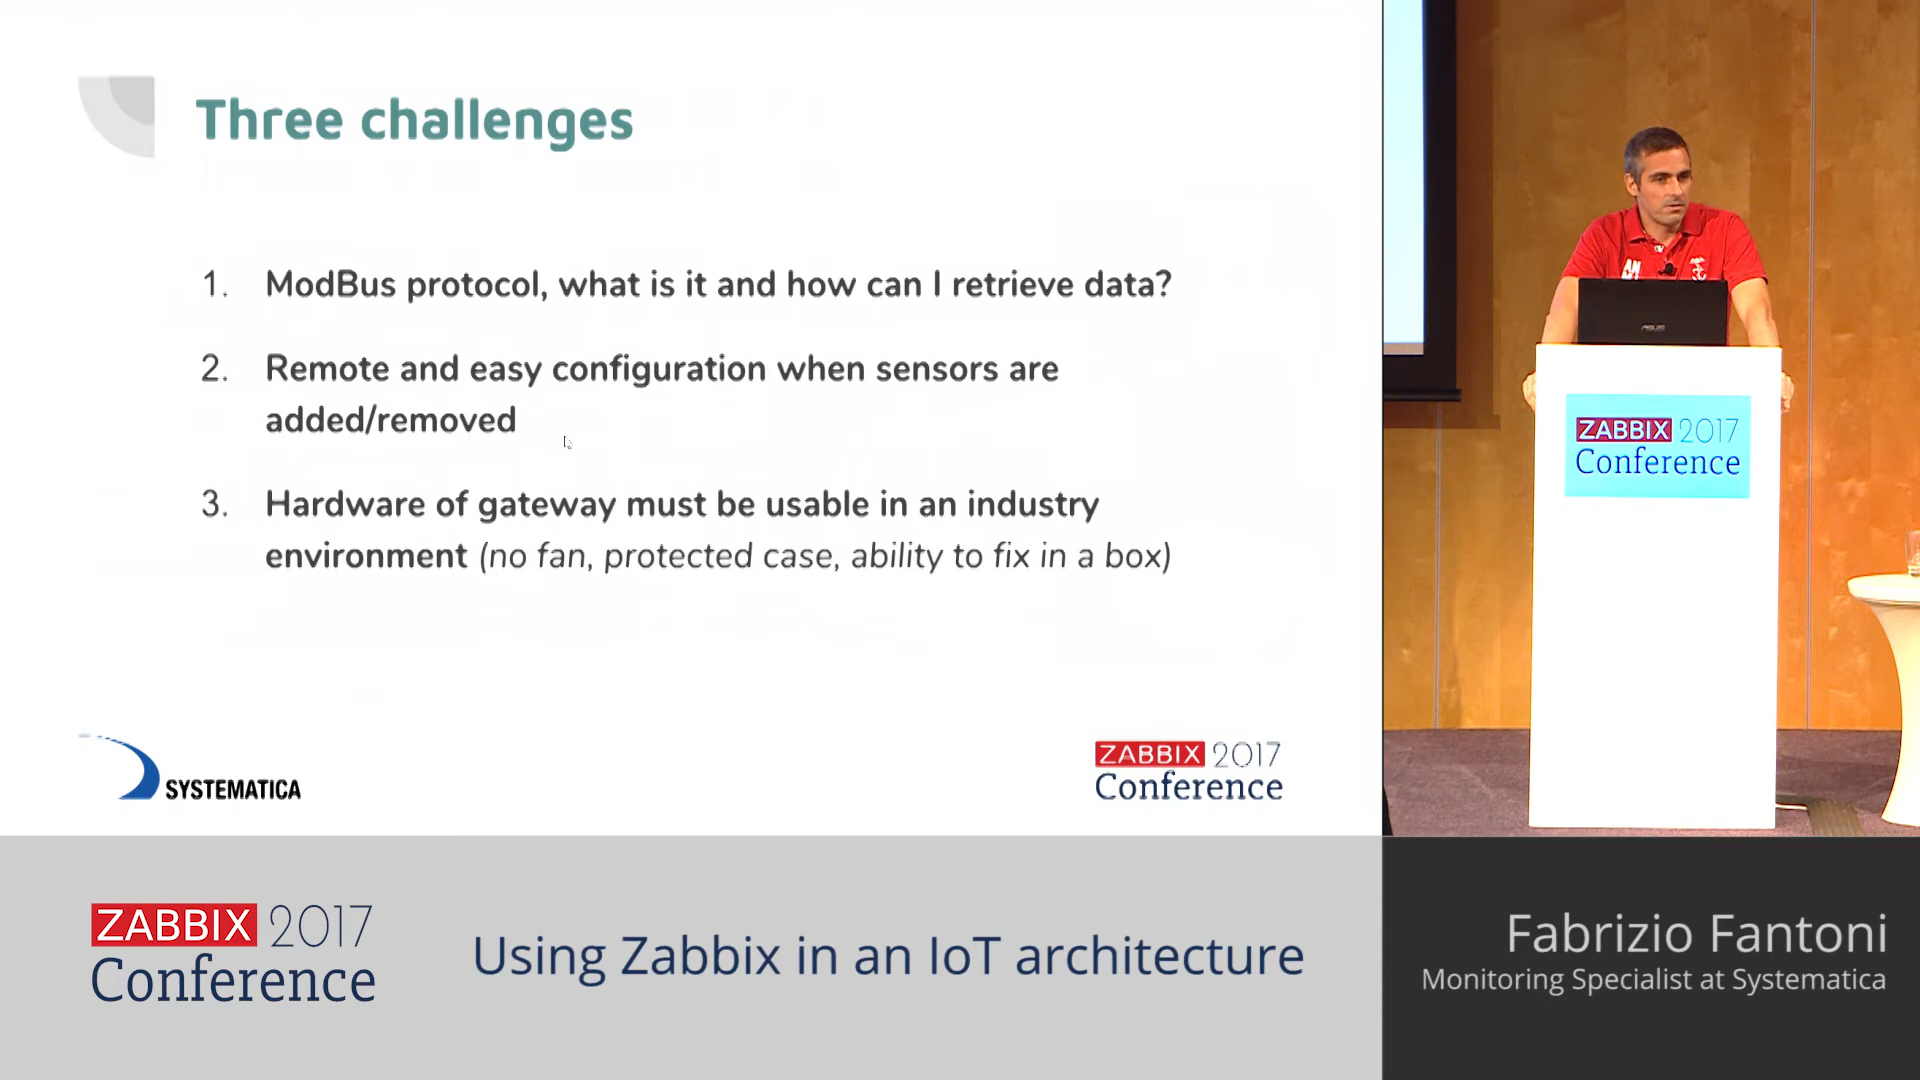 Three challenges
1. ModBus protocol, what is it and how can I retrieve data?
2. Remote and easy configuration when sensors are
added/removed
3. Hardware of gateway must be usable in an industry
environment (no fan, protected case, ability to fix in a box)
SYSTEMATICA
ZABBIX 2017
Conference
AN
ASUS
ZABBIX 2017
Conference
ZABBIX 2017
Conference
Using Zabbix in an IoT architecture
Fabrizio Fantoni
Monitoring Specialist at Systematica